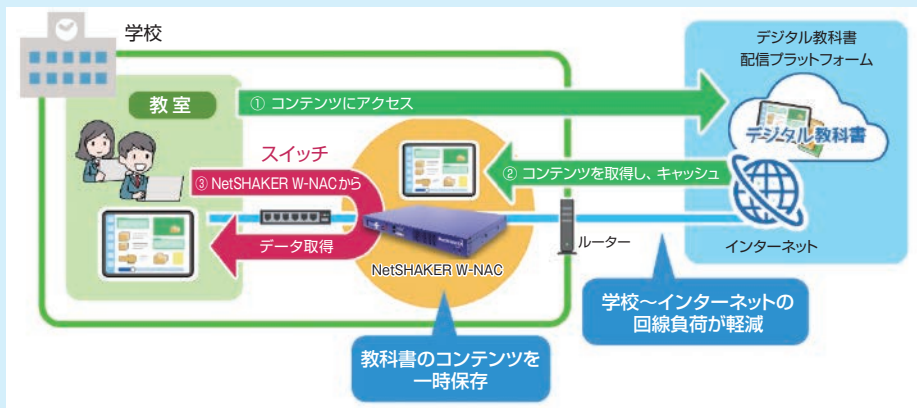 学校
デジタル教科書
配信プラットフォーム
教室
① コンテンツにアクセス
デジタル教科書
スイッチ
② コンテンツを取得し、キャッシュ
③ NetSHAKER W-NACから
データ取得
ルーター
インターネット
NetSHAKER W-NAC
学校～インターネットの
回線負荷が軽減
教科書のコンテンツを
一時保存